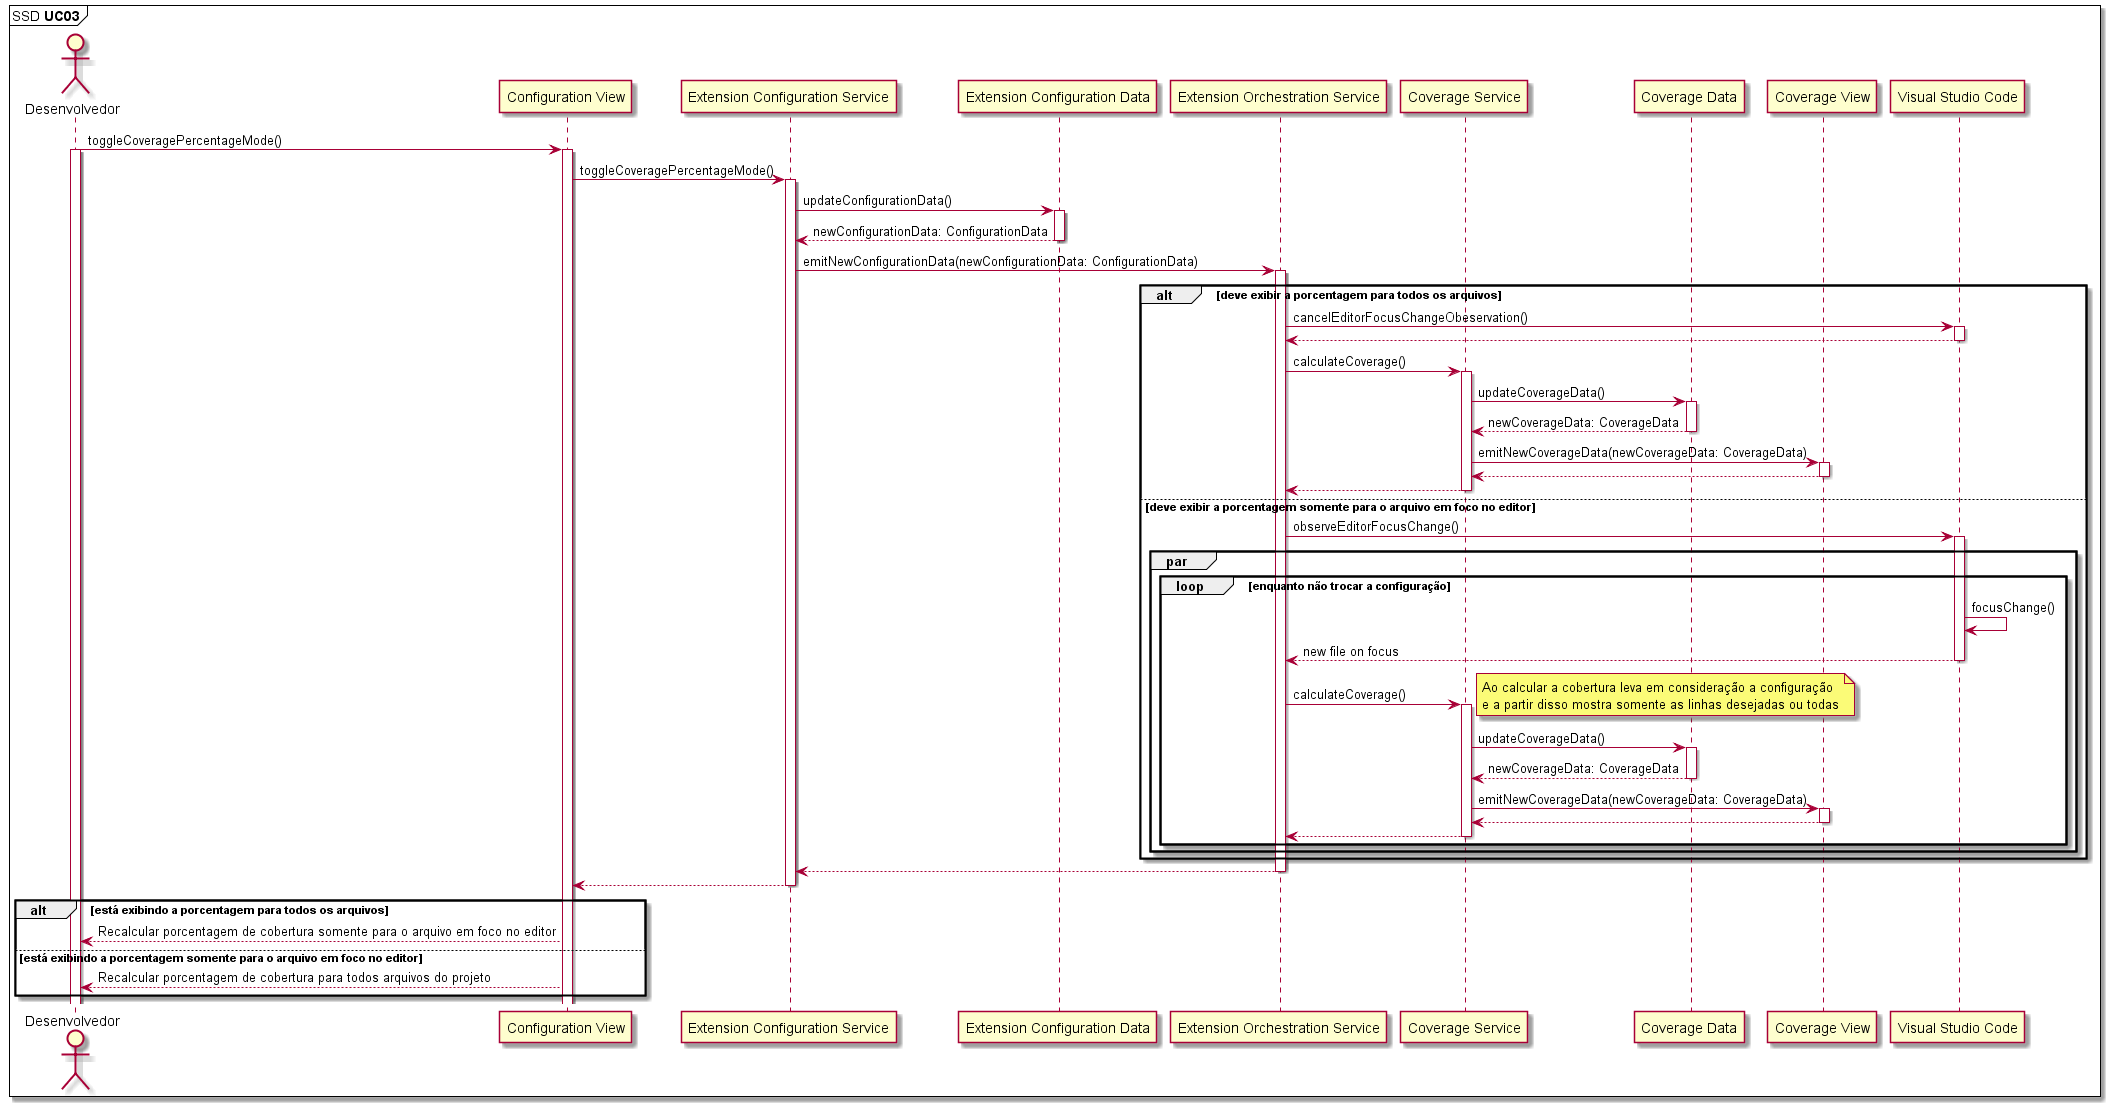 SSD UC03
Desenvolvedor
Configuration View
Extension Configuration Service
Extension Configuration Data
Extension Orchestration Service
Coverage Service
Coverage Data
Coverage View
Visual Studio Code
toggleCoveragePercentageMode()
toggleCoveragePercentageMode()
updateConfigurationData()
newConfigurationData: ConfigurationData
emitNewConfigurationData(newConfigurationData: ConfigurationData)
alt [deve exibir a porcentagem para todos os arquivos]
cancelEditorFocusChangeObeservation()
calculateCoverage()
updateCoverageData()
newCoverageData: CoverageData
emitNewCoverageData(newCoverageData: CoverageData)
[deve exibir a porcentagem somente para o arquivo em foco no editor]
observeEditorFocusChange()
par
loop [enquanto não trocar a configuração]
focusChange()
new file on focus
calculateCoverage()
Ao calcular a cobertura leva em consideração a configuração
e a partir disso mostra somente as linhas desejadas ou todas
updateCoverageData()
newCoverageData: CoverageData
emitNewCoverageData(newCoverageData: CoverageData)
alt [está exibindo a porcentagem para todos os arquivos]
Recalcular porcentagem de cobertura somente para o arquivo em foco no editor
[está exibindo a porcentagem somente para o arquivo em foco no editor]
Recalcular porcentagem de cobertura para todos arquivos do projeto
Desenvolvedor
Configuration View
Extension Configuration Service
Extension Configuration Data
Extension Orchestration Service
Coverage Service
Coverage Data
Coverage View
Visual Studio Code